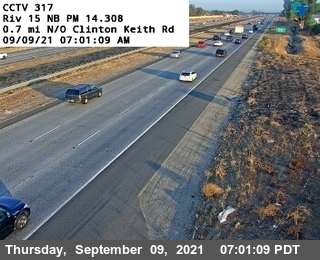 CCTV 317
Riv 15 NB PM 14.308
0.7 mi N/O Clinton Keith Rd
09/09/21 07:01:09 AM
Thursday, September 09, 2021 07:01:09 PDT